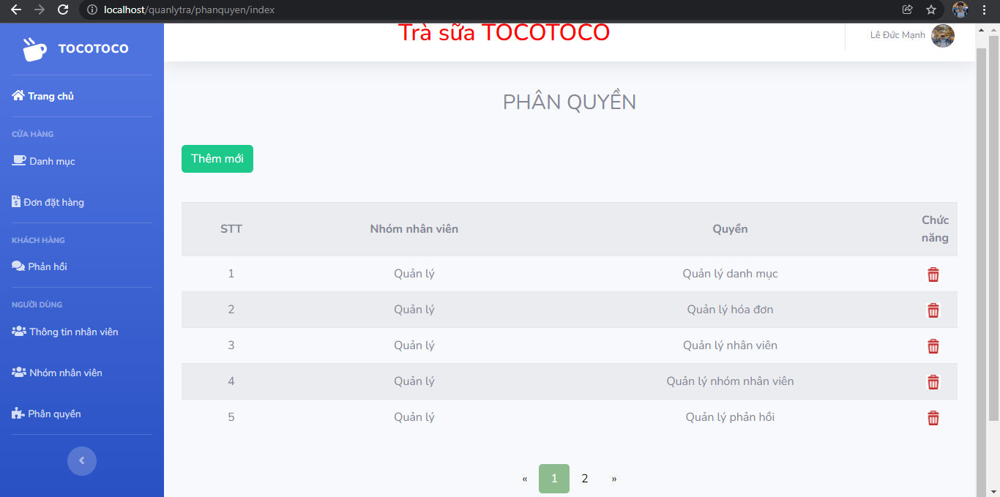 localhost/quanlytra/phanquyen/index
TOCOTOCO
Trang chủ
CỬA HÀNG
Danh mục
Đơn đặt hàng
KHÁCH HÀNG
Phản hồi
NGƯỜI DÙNG
Thông tin nhân viên
Nhóm nhân viên
Phân quyền
Trà sữa TOCOTOCO
Lê Đức Mạnh
PHÂN QUYỀN
Thêm mới
STT Nhóm nhân viên Quyền Chức năng
1 Quản lý Quản lý danh mục
2 Quản lý Quản lý hóa đơn
3 Quản lý Quản lý nhân viên
4 Quản lý Quản lý nhóm nhân viên
5 Quản lý Quản lý phản hồi
« 1 2 »